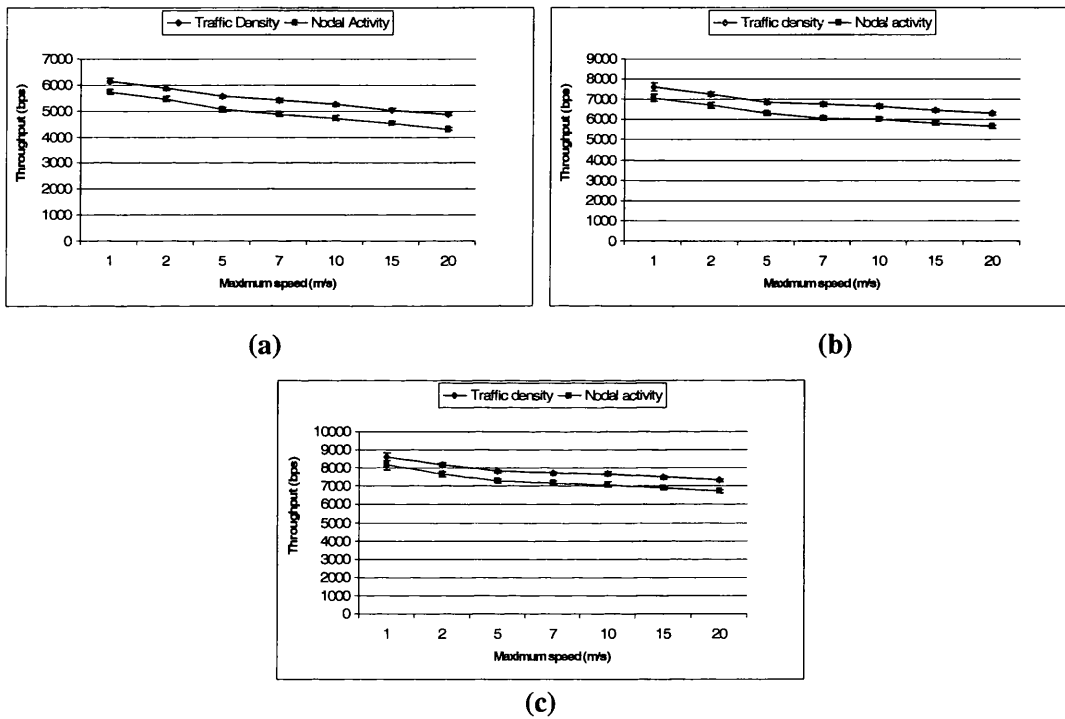 Traffic Density Nodal Activity
Throughput (bps)
7000
6000
5000
4000
3000
2000
1000
0
1 2 5 7 10 15 20
Maximum speed (m/s)
(a)
Traffic density Nodal activity
Throughput (bps)
9000
8000
7000
6000
5000
4000
3000
2000
1000
0
1 2 5 7 10 15 20
Maximum speed (m/s)
(b)
Traffic density Nodal activity
Throughput (bps)
10000
9000
8000
7000
6000
5000
4000
3000
2000
1000
0
1 2 5 7 10 15 20
Maximum speed (m/s)
(c)